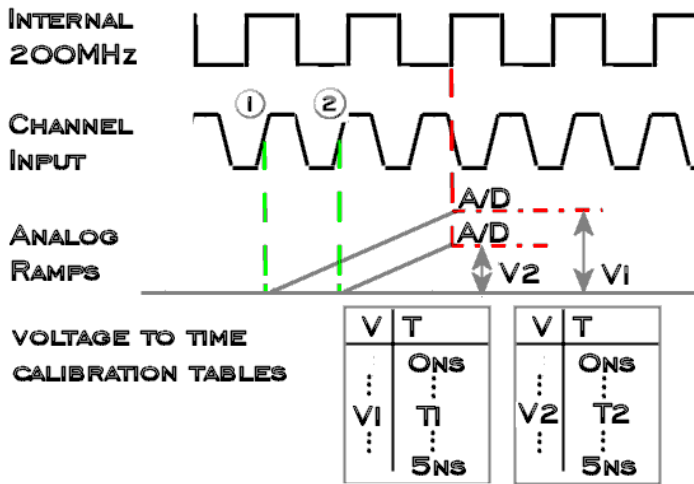 INTERNAL
200MHZ
1 2
CHANNEL
INPUT
A/D
A/D
ANALOG
RAMPS
V2 V1
VOLTAGE TO TIME
CALIBRATION TABLES
V T
0NS
V1 T1
5NS
V T
0NS
V2 T2
5NS